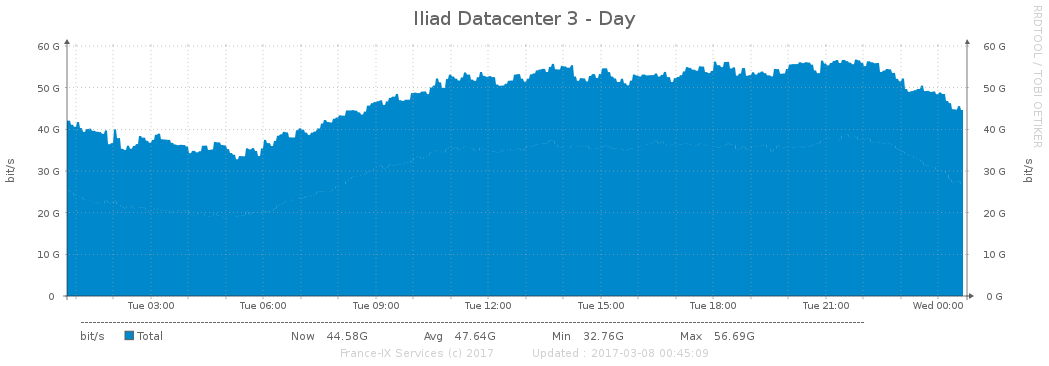 Iliad Datacenter 3 - Day
RRDTOOL / TOBI OETIKER
60 G 60 G
50 G 50 G
40 G 40 G
30 G 30 G
20 G 20 G
10 G 10 G
0 0 G
bit/s bit/s
Tue 03:00 Tue 06:00 Tue 09:00 Tue 12:00 Tue 15:00 Tue 18:00 Tue 21:00 Wed 00:00
bit/s Total Now 44.58G Avg 47.64G Min 32.76G Max 56.69G
France-IX Services (c) 2017 Updated : 2017-03-08 00:45:09